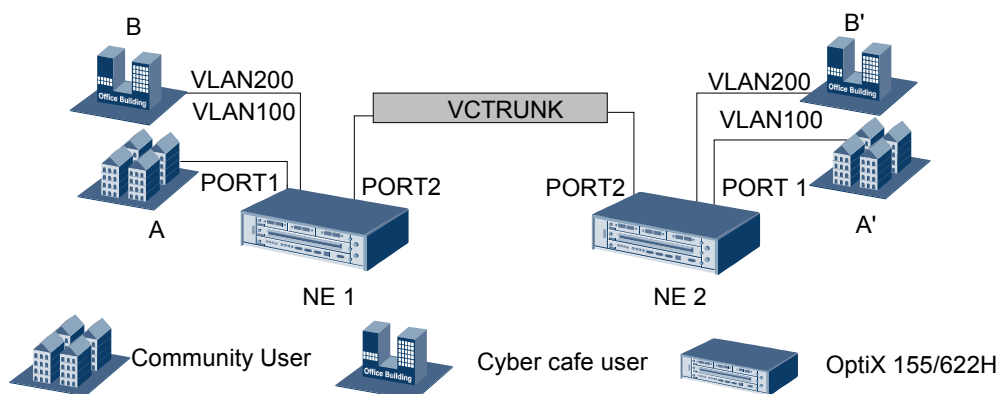 B
B'
Office Building
VLAN200
VLAN100
VCTRUNK
VLAN200
Office Building
VLAN100
PORT1
PORT2
PORT2
PORT 1
A
A'
NE 1
NE 2
Community User
Office Building
Cyber cafe user
OptiX 155/622H